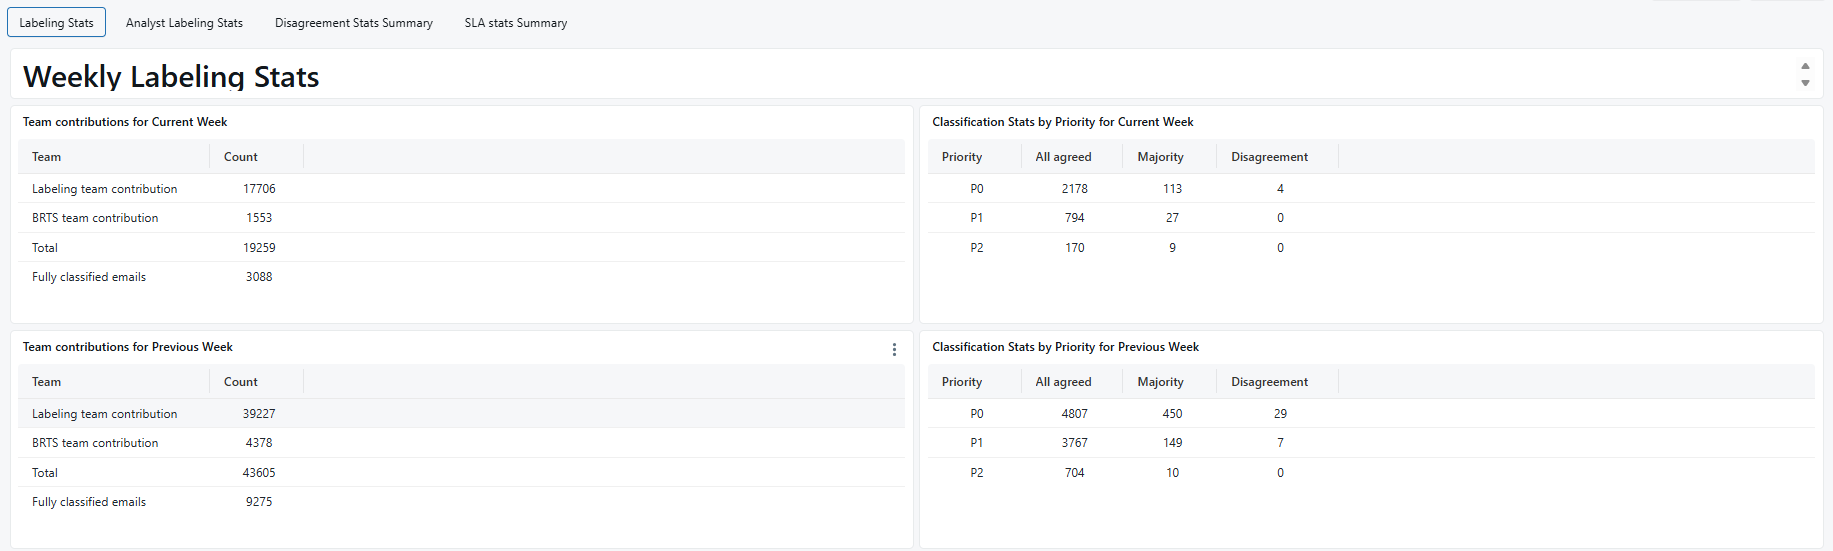 Labeling Stats Analyst Labeling Stats Disagreement Stats Summary SLA stats Summary
Weekly Labeling Stats
Team contributions for Current Week
Team Count
Labeling team contribution 17706
BRTS team contribution 1553
Total 19259
Fully classified emails 3088
Classification Stats by Priority for Current Week
Priority All agreed Majority Disagreement
P0 2178 113 4
P1 794 27 0
P2 170 9 0
Team contributions for Previous Week
Team Count
Labeling team contribution 39227
BRTS team contribution 4378
Total 43605
Fully classified emails 9275
Classification Stats by Priority for Previous Week
Priority All agreed Majority Disagreement
P0 4807 450 29
P1 3767 149 7
P2 704 10 0